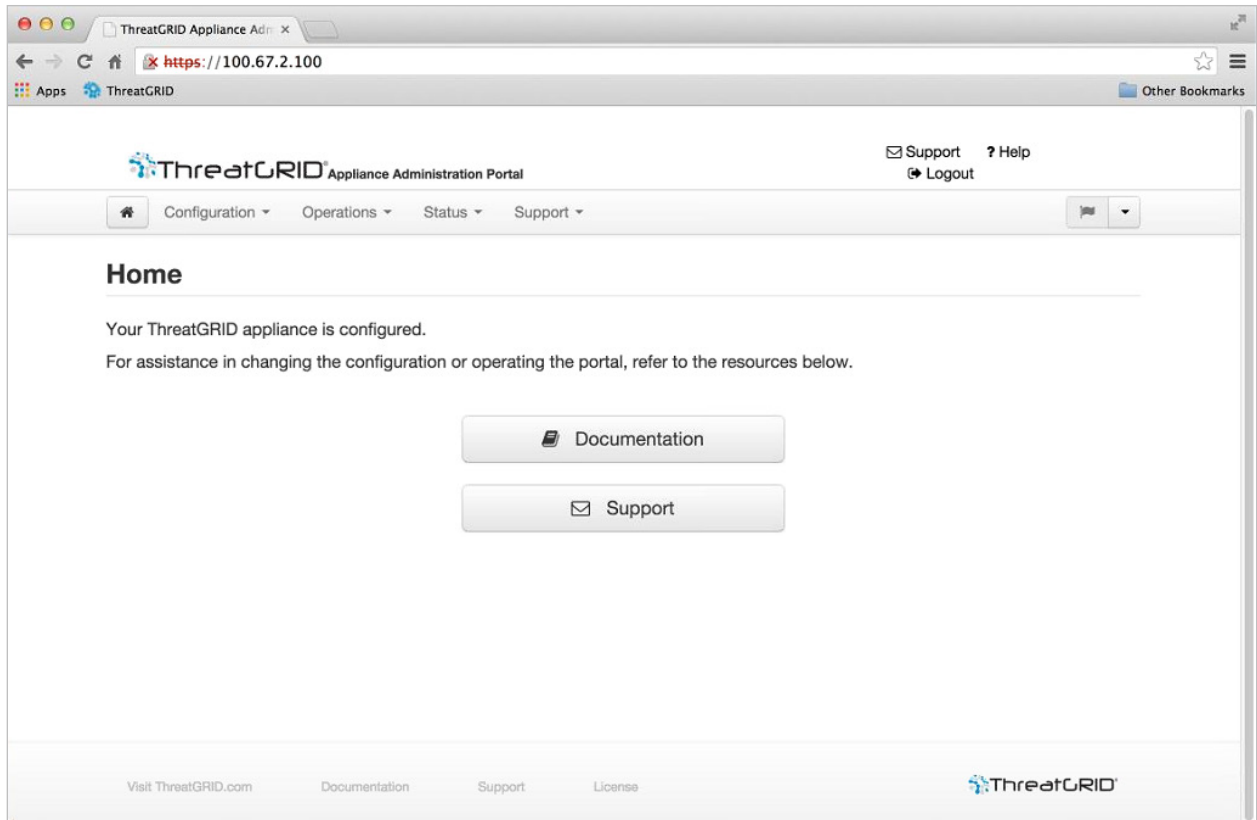 ThreatGRID Appliance Adm
https://100.67.2.100
Apps ThreatGRID Other Bookmarks
ThreatGRID® Appliance Administration Portal
Support ? Help
Logout
Configuration Operations Status Support
Home
Your ThreatGRID appliance is configured.
For assistance in changing the configuration or operating the portal, refer to the resources below.
Documentation
Support
Visit ThreatGRID.com Documentation Support License ThreatGRID®